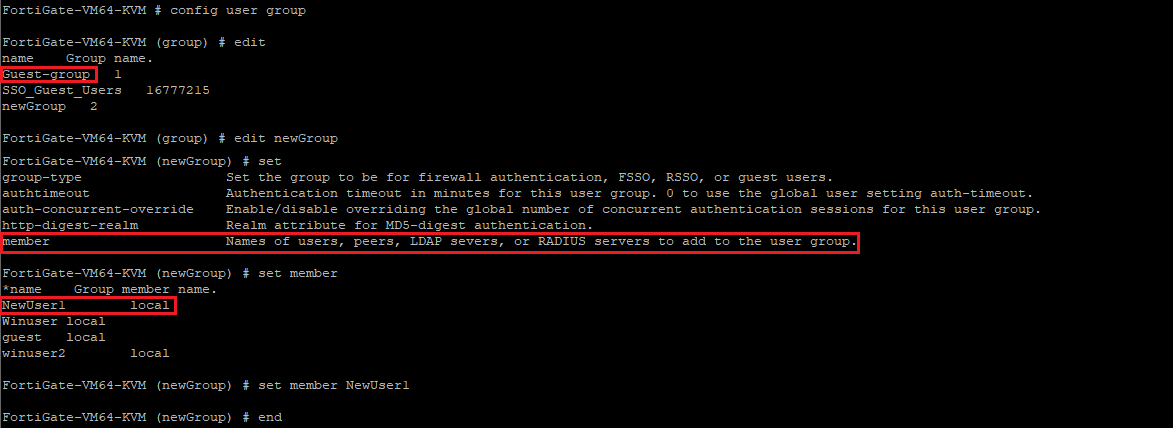 FortiGate-VM64-KVM # config user group
FortiGate-VM64-KVM (group) # edit
name    Group name.
Guest-group   1
SSO_Guest_Users   16777215
newGroup   2
FortiGate-VM64-KVM (group) # edit newGroup
FortiGate-VM64-KVM (newGroup) # set
group-type                  Set the group to be for firewall authentication, FSSO, RSSO, or guest users.
authtimeout                 Authentication timeout in minutes for this user group. 0 to use the global user setting auth-timeout.
auth-concurrent-override    Enable/disable overriding the global number of concurrent authentication sessions for this user group.
http-digest-realm           Realm attribute for MD5-digest authentication.
member                      Names of users, peers, LDAP severs, or RADIUS servers to add to the user group.
FortiGate-VM64-KVM (newGroup) # set member
*name    Group member name.
NewUser1        local
Winuser local
guest   local
winuser2        local
FortiGate-VM64-KVM (newGroup) # set member NewUser1
FortiGate-VM64-KVM (newGroup) # end